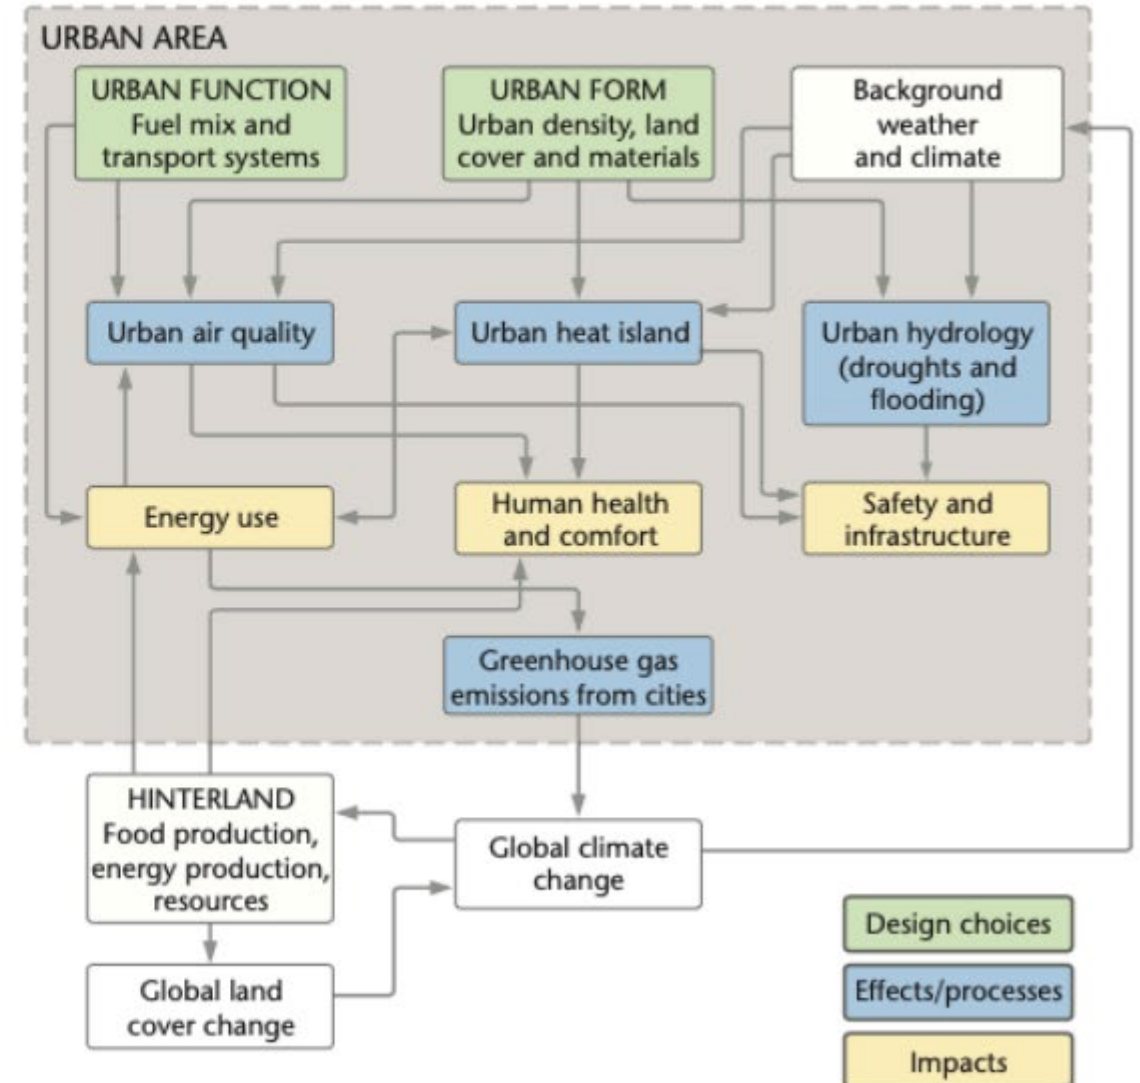 URBAN AREA
URBAN FUNCTION
Fuel mix and
transport systems
URBAN FORM
Urban density, land
cover and materials
Background
weather
and climate
Urban air quality
Urban heat island
Urban hydrology
(droughts and
flooding)
Energy use
Human health
and comfort
Safety and
infrastructure
Greenhouse gas
emissions from cities
HINTERLAND
Food production,
energy production,
resources
Global climate
change
Global land
cover change
Design choices
Effects/processes
Impacts